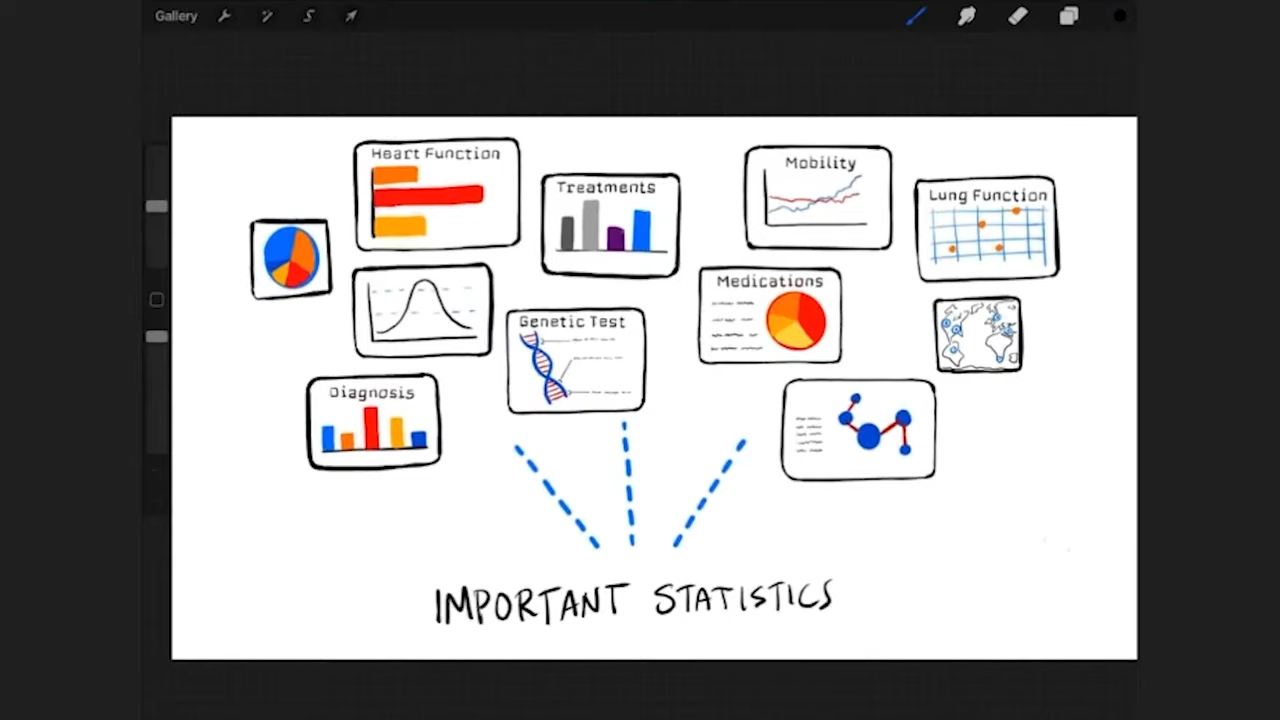 Gallery
Heart Function
Treatments
Mobility
Lung Function
Medications
Genetic Test
Diagnosis
IMPORTANT STATISTICS